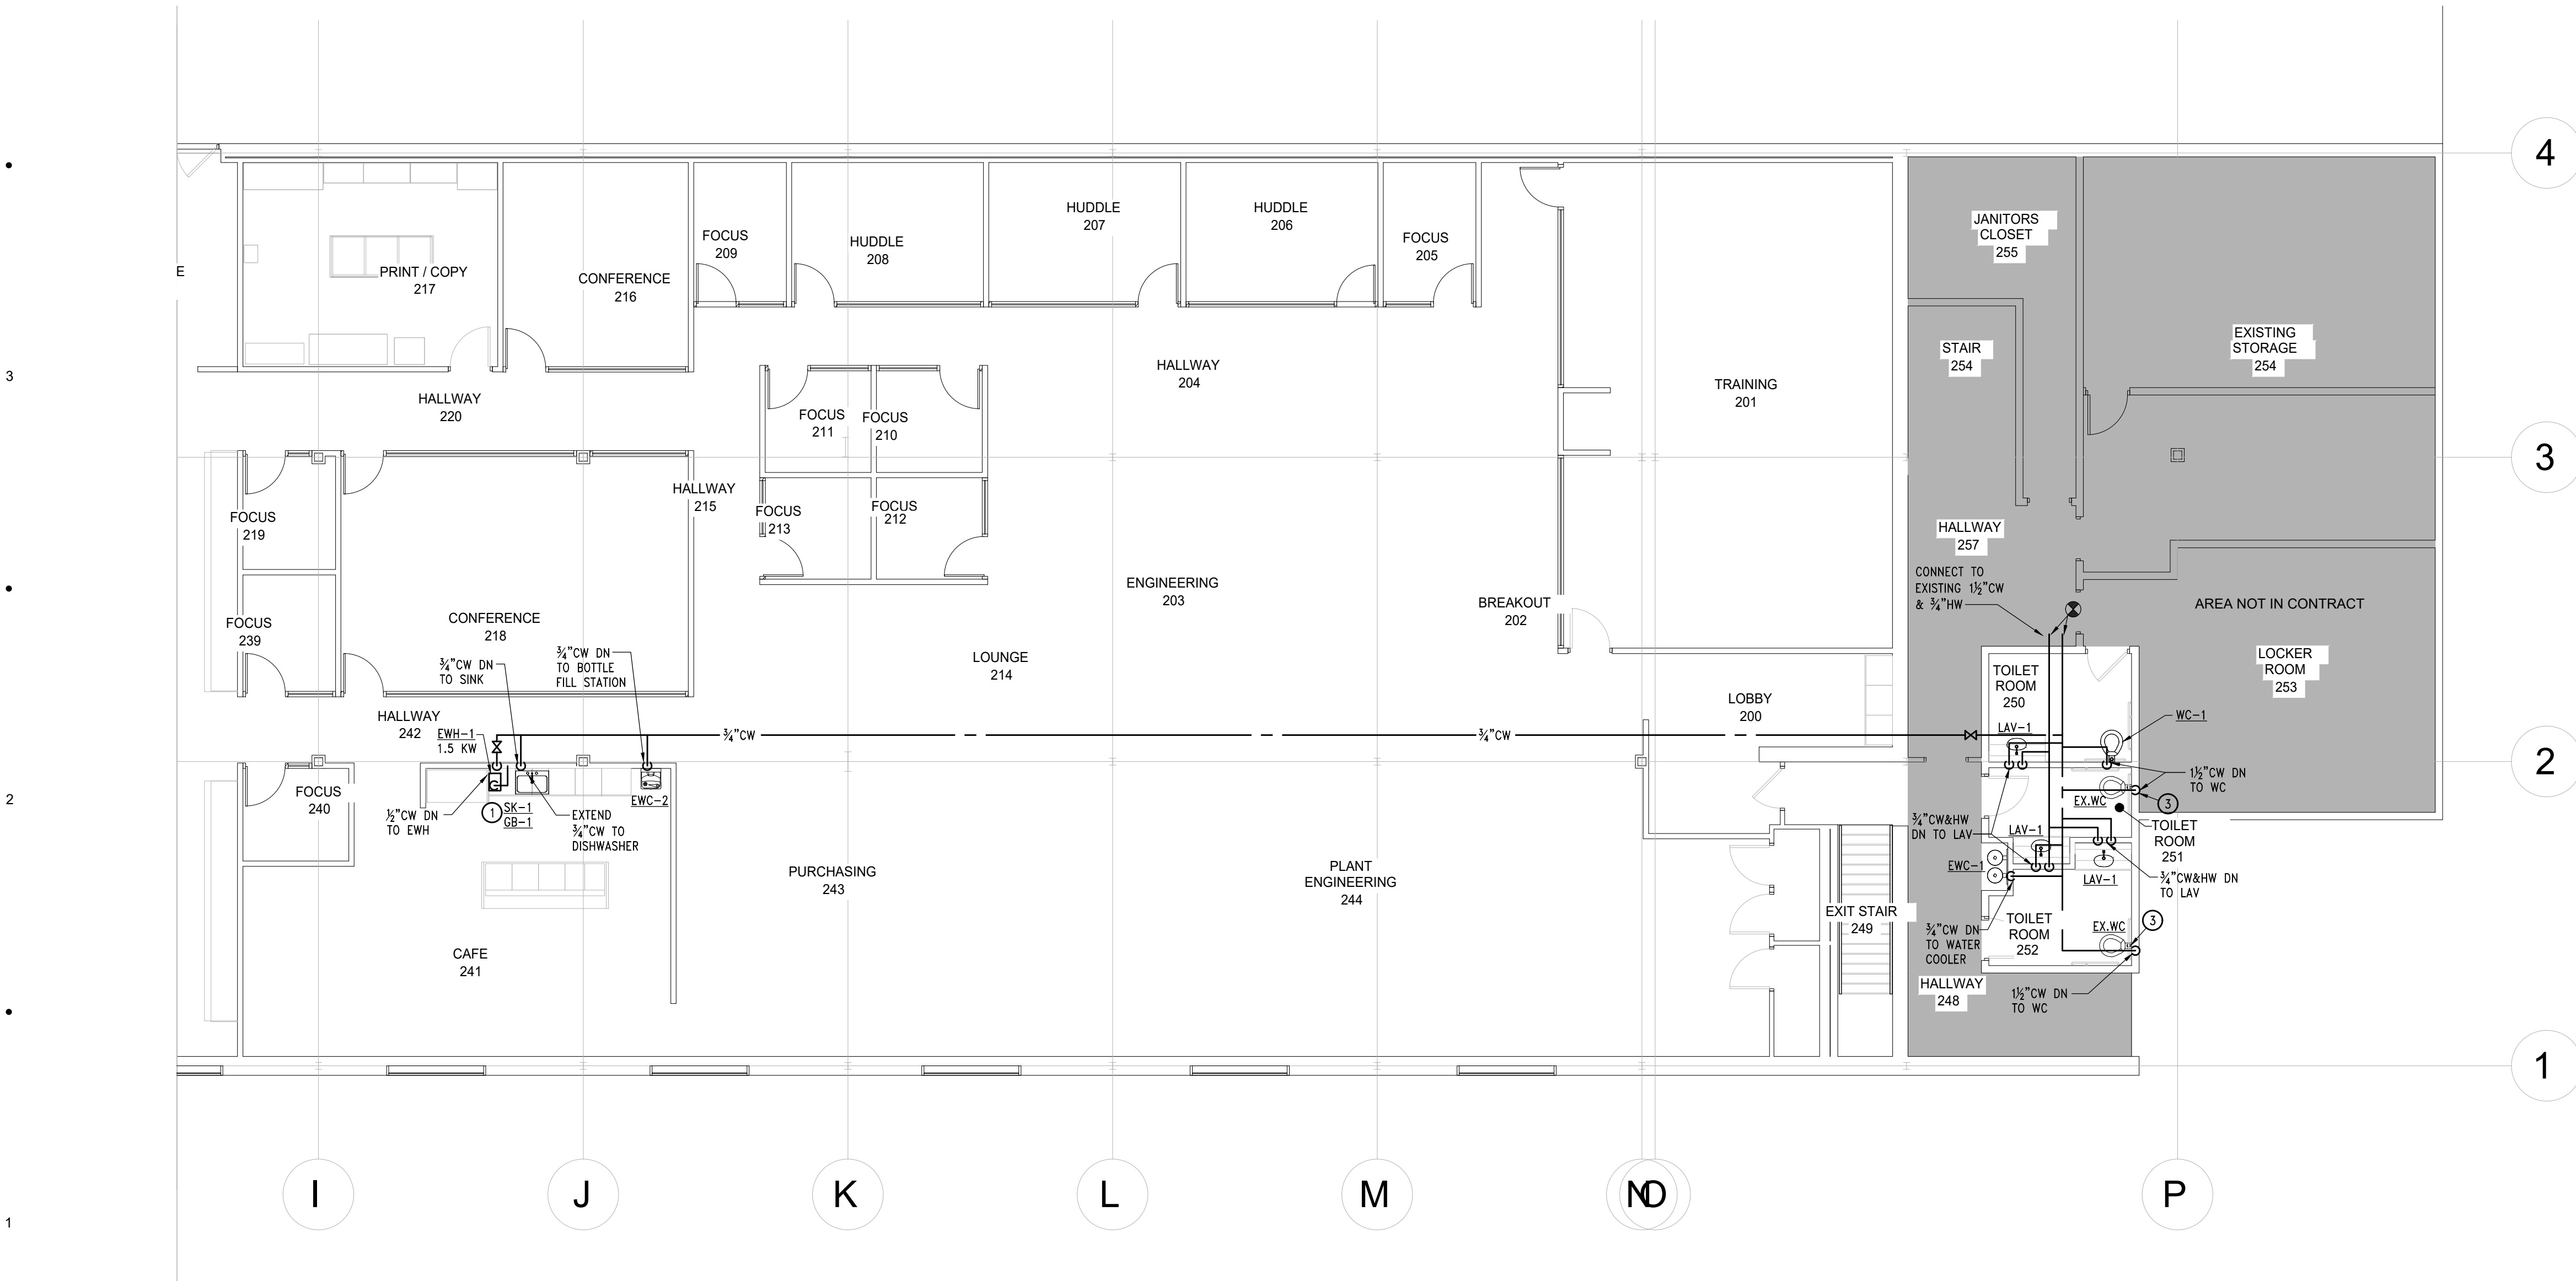 4
HUDDLE
207
HUDDLE
206
JANITORS
CLOSET
255
FOCUS
209
HUDDLE
208
FOCUS
205
E
PRINT / COPY
217
CONFERENCE
216
EXISTING
STORAGE
254
STAIR
254
3
HALLWAY
204
TRAINING
201
HALLWAY
220
FOCUS
211
FOCUS
210
3
HALLWAY
215
FOCUS
219
FOCUS
213
FOCUS
212
HALLWAY
257
CONNECT TO
EXISTING 1½"CW
& ¾"HW
ENGINEERING
203
BREAKOUT
202
AREA NOT IN CONTRACT
FOCUS
239
CONFERENCE
218
¾"CW DN
TO SINK
¾"CW DN
TO BOTTLE
FILL STATION
LOUNGE
214
TOILET
ROOM
250
LOCKER
ROOM
253
LOBBY
200
HALLWAY
242
EWH-1
1.5 KW
¾"CW
¾"CW
LAV-1
WC-1
2
FOCUS
240
½"CW DN
TO EWH
1
SK-1
GB-1
EXTEND
¾"CW TO
DISHWASHER
EWC-2
1½"CW DN
TO WC
EX.WC
3
2
¾"CW&HW
DN TO LAV
LAV-1
TOILET
ROOM
251
EWC-1
LAV-1
¾"CW&HW DN
TO LAV
PURCHASING
243
PLANT
ENGINEERING
244
EXIT STAIR
249
¾"CW DN
TO WATER
COOLER
TOILET
ROOM
252
EX.WC
3
CAFE
241
HALLWAY
248
1½"CW DN
TO WC
1
I
J
K
L
M
N
O
P
1